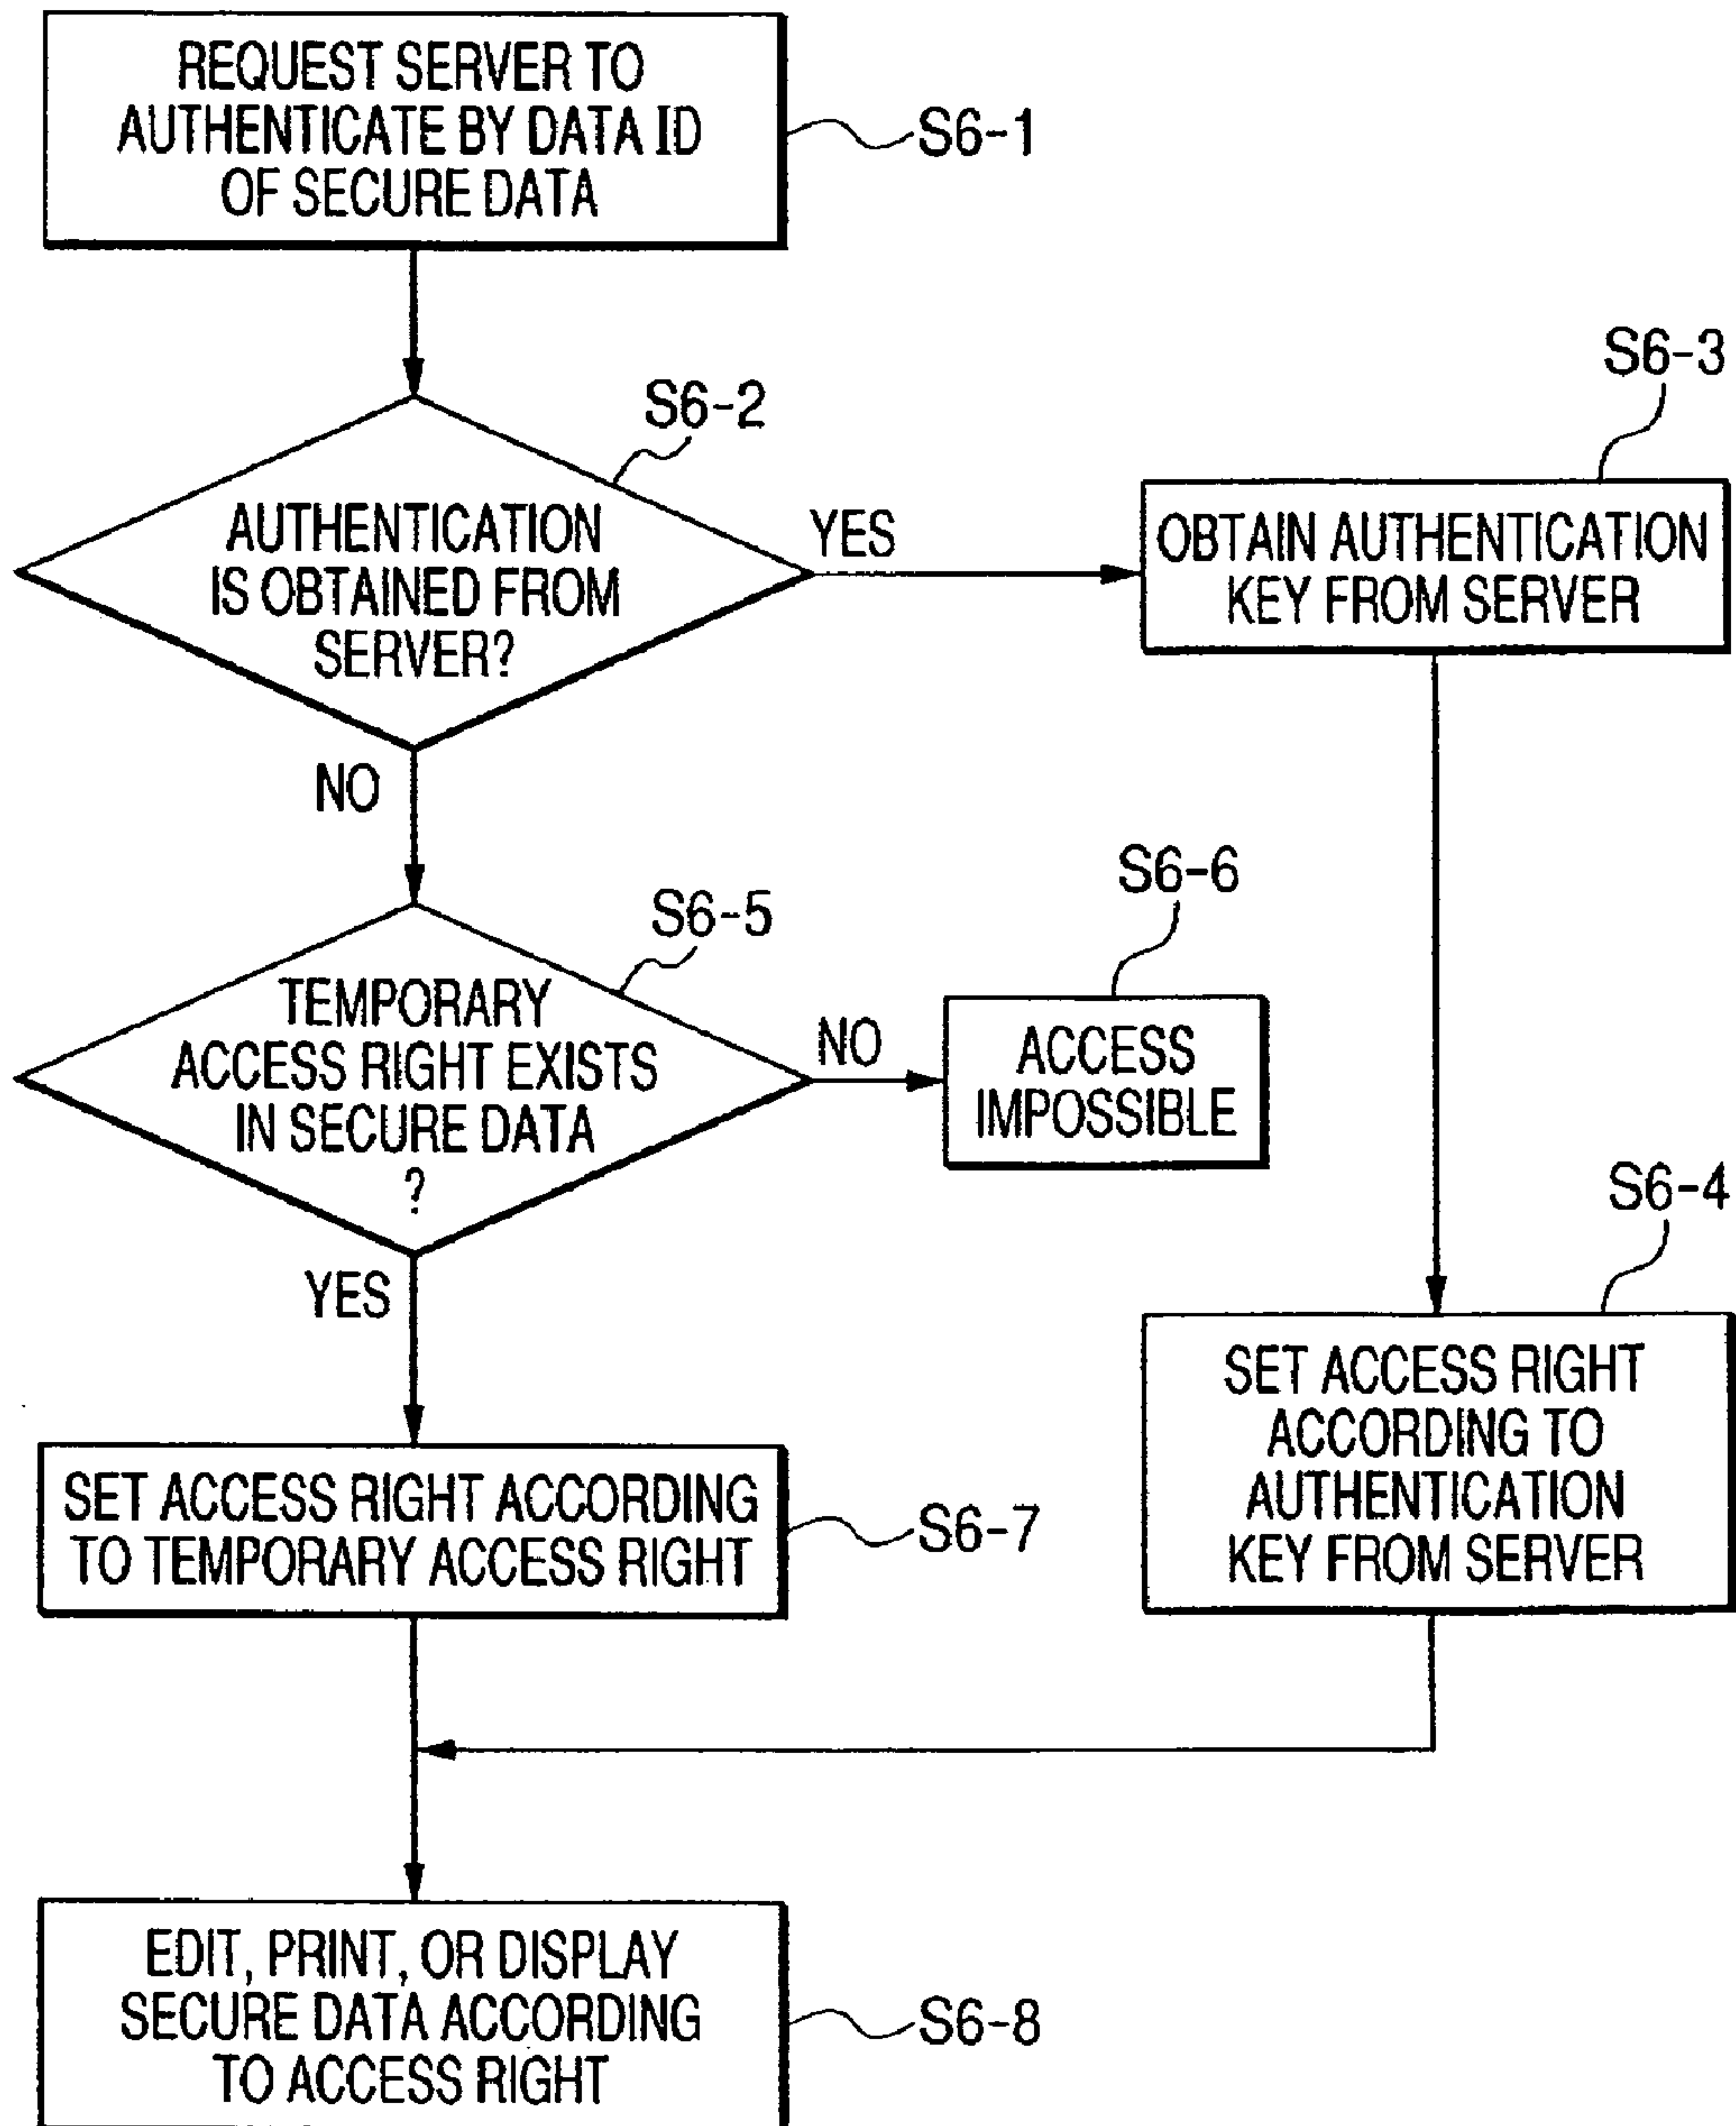 REQUEST SERVER TO
AUTHENTICATE BY DATA ID
OF SECURE DATA
S6-1
S6-2
AUTHENTICATION
IS OBTAINED FROM
SERVER?
YES
NO
S6-3
OBTAIN AUTHENTICATION
KEY FROM SERVER
S6-5
TEMPORARY
ACCESS RIGHT EXISTS
IN SECURE DATA
?
NO
YES
S6-6
ACCESS
IMPOSSIBLE
S6-4
SET ACCESS RIGHT
ACCORDING TO
AUTHENTICATION
KEY FROM SERVER
SET ACCESS RIGHT ACCORDING
TO TEMPORARY ACCESS RIGHT
S6-7
EDIT, PRINT, OR DISPLAY
SECURE DATA ACCORDING
TO ACCESS RIGHT
S6-8